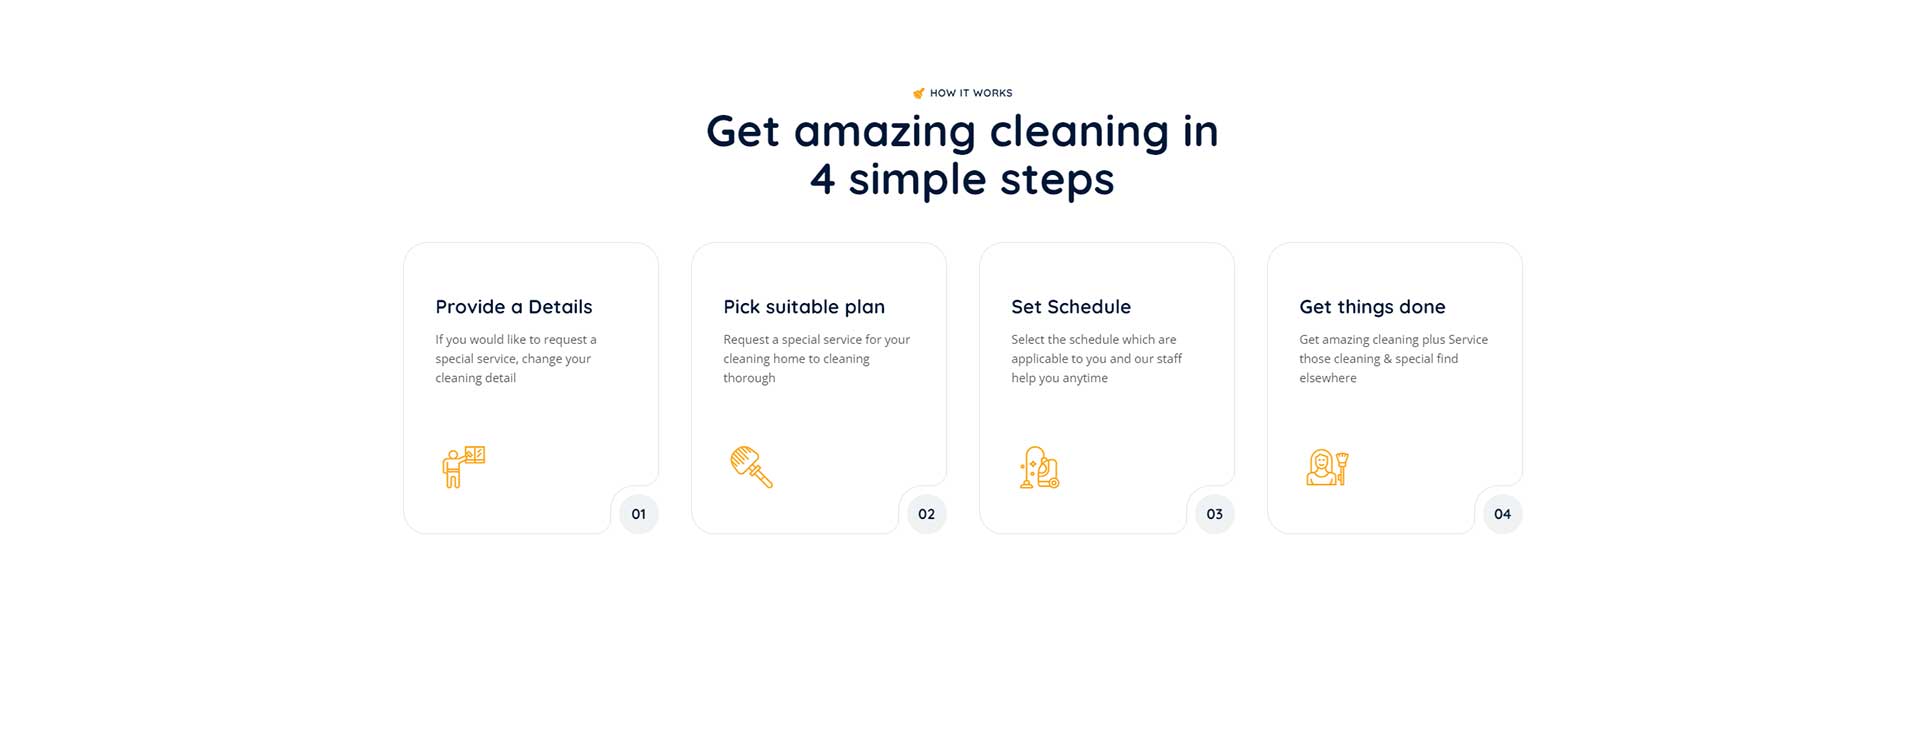 HOW IT WORKS
Get amazing cleaning in
4 simple steps
Provide a Details
If you would like to request a
special service, change your
cleaning detail
01
Pick suitable plan
Request a special service for your
cleaning home to cleaning
thorough
02
Set Schedule
Select the schedule which are
applicable to you and our staff
help you anytime
03
Get things done
Get amazing cleaning plus Service
those cleaning & special find
elsewhere
04